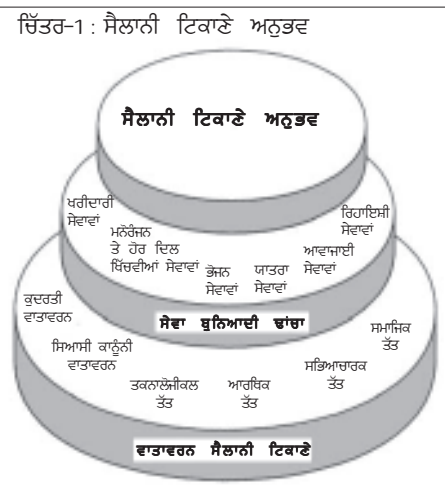 ਚਿੱਤਰ-1 : ਸੈਲਾਨੀ ਟਿਕਾਣੇ ਅਨੁਭਵ
ਸੈਲਾਨੀ ਟਿਕਾਣੇ ਅਨੁਭਵ
ਖਰੀਦਾਰੀ
ਸੇਵਾਵਾਂ
ਮਨੋਰੰਜਨ
ਤੇ ਹੋਰ ਦਿਲ
ਖਿੱਚਵੀਆਂ ਸੇਵਾਵਾਂ
ਭੋਜਨ
ਸੇਵਾਵਾਂ
ਯਾਤਰਾ
ਸੇਵਾਵਾਂ
ਆਵਾਜਾਈ
ਸੇਵਾਵਾਂ
ਰਿਹਾਇਸ਼ੀ
ਸੇਵਾਵਾਂ
ਸੇਵਾ ਬੁਨਿਆਦੀ ਢਾਂਚਾ
ਕੁਦਰਤੀ
ਵਾਤਾਵਰਨ
ਸਿਆਸੀ ਕਾਨੂੰਨੀ
ਵਾਤਾਵਰਨ
ਤਕਨਾਲੋਜੀਕਲ
ਤੱਤ
ਆਰਥਿਕ
ਤੱਤ
ਸਭਿਆਚਾਰਕ
ਤੱਤ
ਸਮਾਜਿਕ
ਤੱਤ
ਵਾਤਾਵਰਨ ਸੈਲਾਨੀ ਟਿਕਾਣੇ